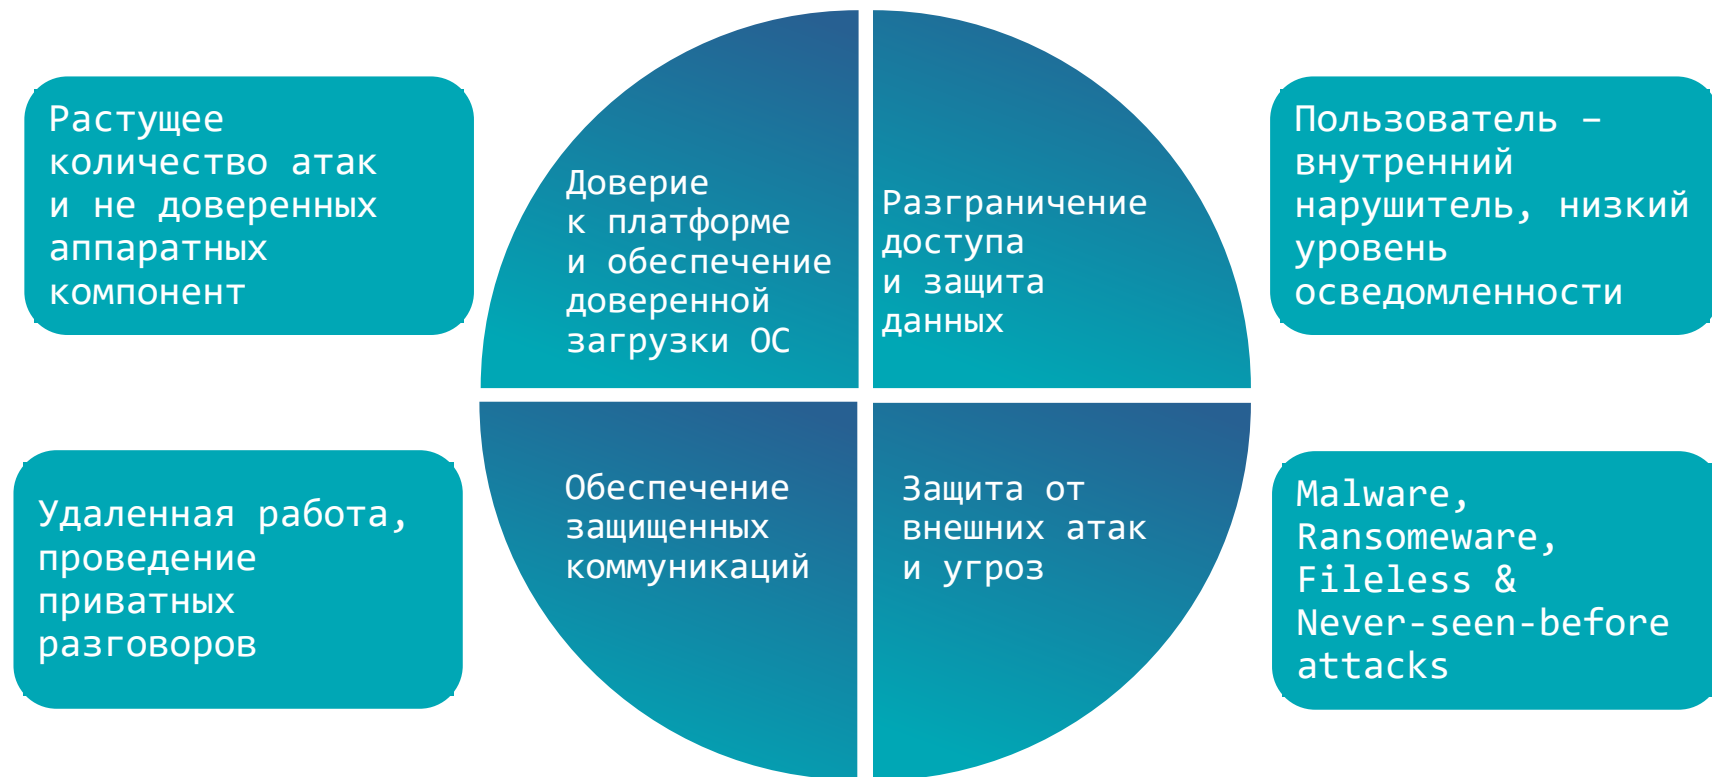 Растущее
количество атак
и не доверенных
аппаратных
компонент
Доверие
к платформе
и обеспечение
доверенной
загрузки ОС
Разграничение
доступа
и защита
данных
Пользователь –
внутренний
нарушитель, низкий
уровень
осведомленности
Удаленная работа,
проведение
приватных
разговоров
Обеспечение
защищенных
коммуникаций
Защита от
внешних атак
и угроз
Malware,
Ransomeware,
Fileless &
Never-seen-before
attacks